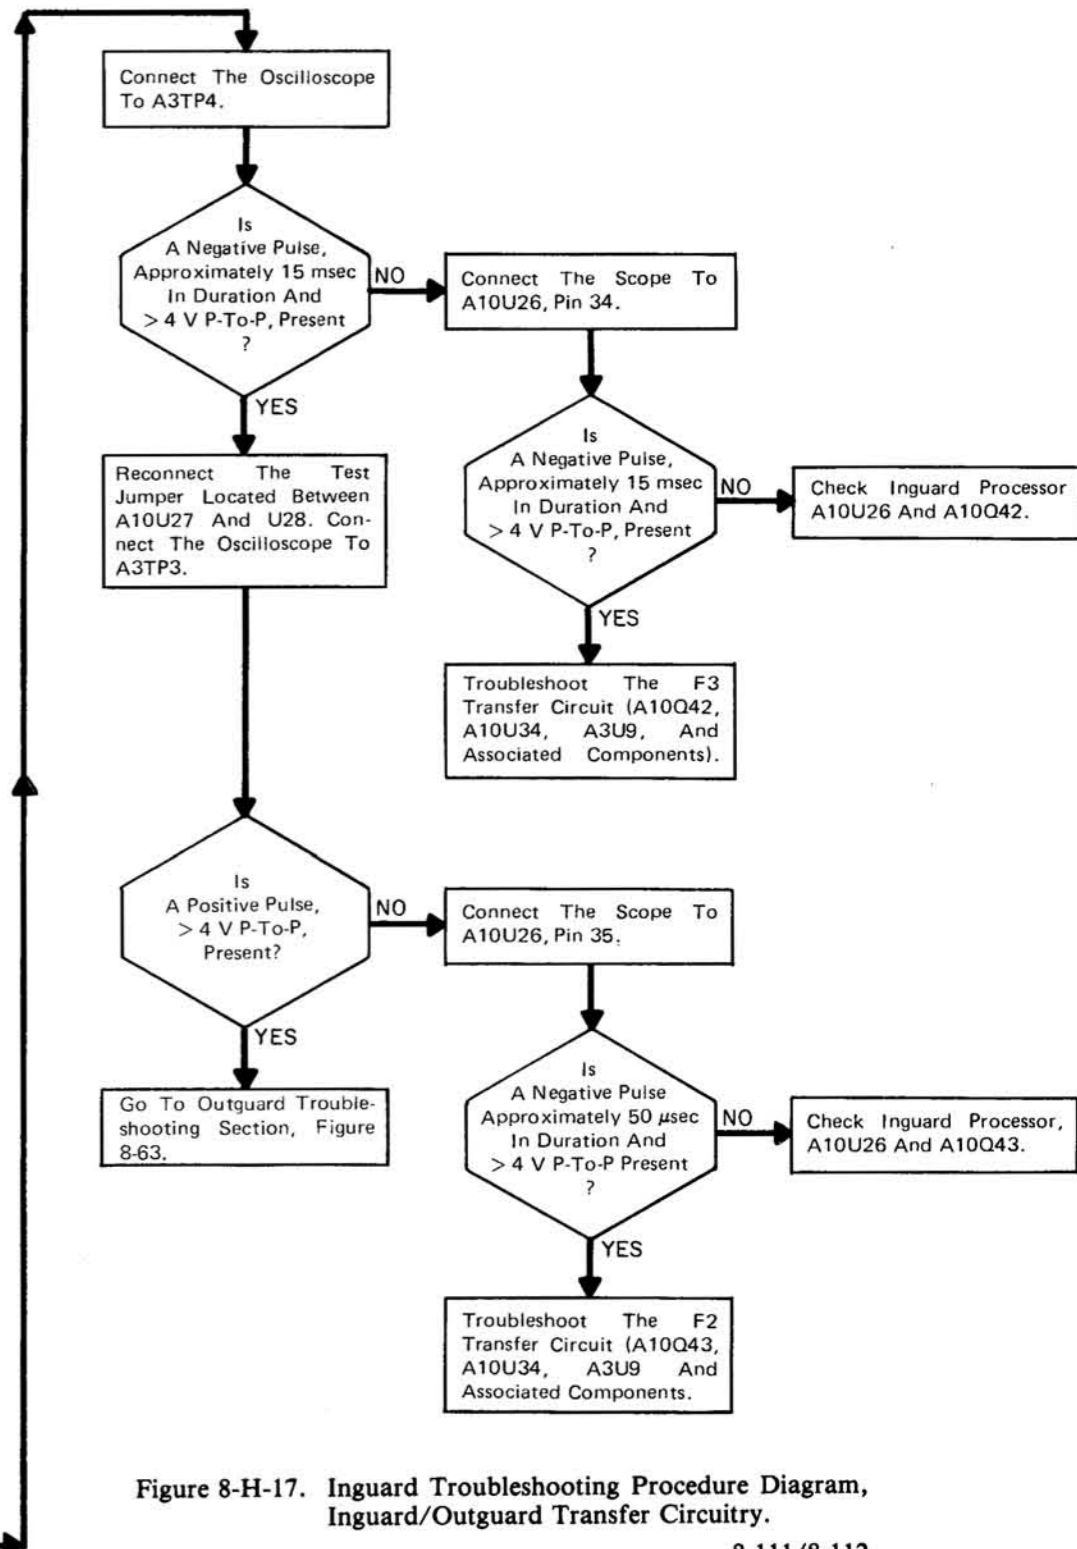 Connect The Oscilloscope
To A3TP4.
Is
A Negative Pulse,
Approximately 15 msec
In Duration And
> 4 V P-To-P, Present
?
NO
Connect The Scope To
A10U26, Pin 34.
YES
Is
A Negative Pulse,
Approximately 15 msec
In Duration And
> 4 V P-To-P, Present
?
NO
Check Inguard Processor
A10U26 And A10Q42.
YES
Reconnect The Test
Jumper Located Between
A10U27 And U28. Con-
nect The Oscilloscope To
A3TP3.
Troubleshoot The F3
Transfer Circuit (A10Q42,
A10U34, A3U9, And
Associated Components).
Is
A Positive Pulse,
> 4 V P-To-P,
Present?
NO
Connect The Scope To
A10U26, Pin 35.
YES
Go To Outguard Trouble-
shooting Section, Figure
8-63.
Is
A Negative Pulse
Approximately 50 μsec
In Duration And
> 4 V P-To-P Present
?
NO
Check Inguard Processor,
A10U26 And A10Q43.
YES
Troubleshoot The F2
Transfer Circuit (A10Q43,
A10U34, A3U9 And
Associated Components.
Figure 8-H-17. Inguard Troubleshooting Procedure Diagram,
Inguard/Outguard Transfer Circuitry.
8-111/8-112